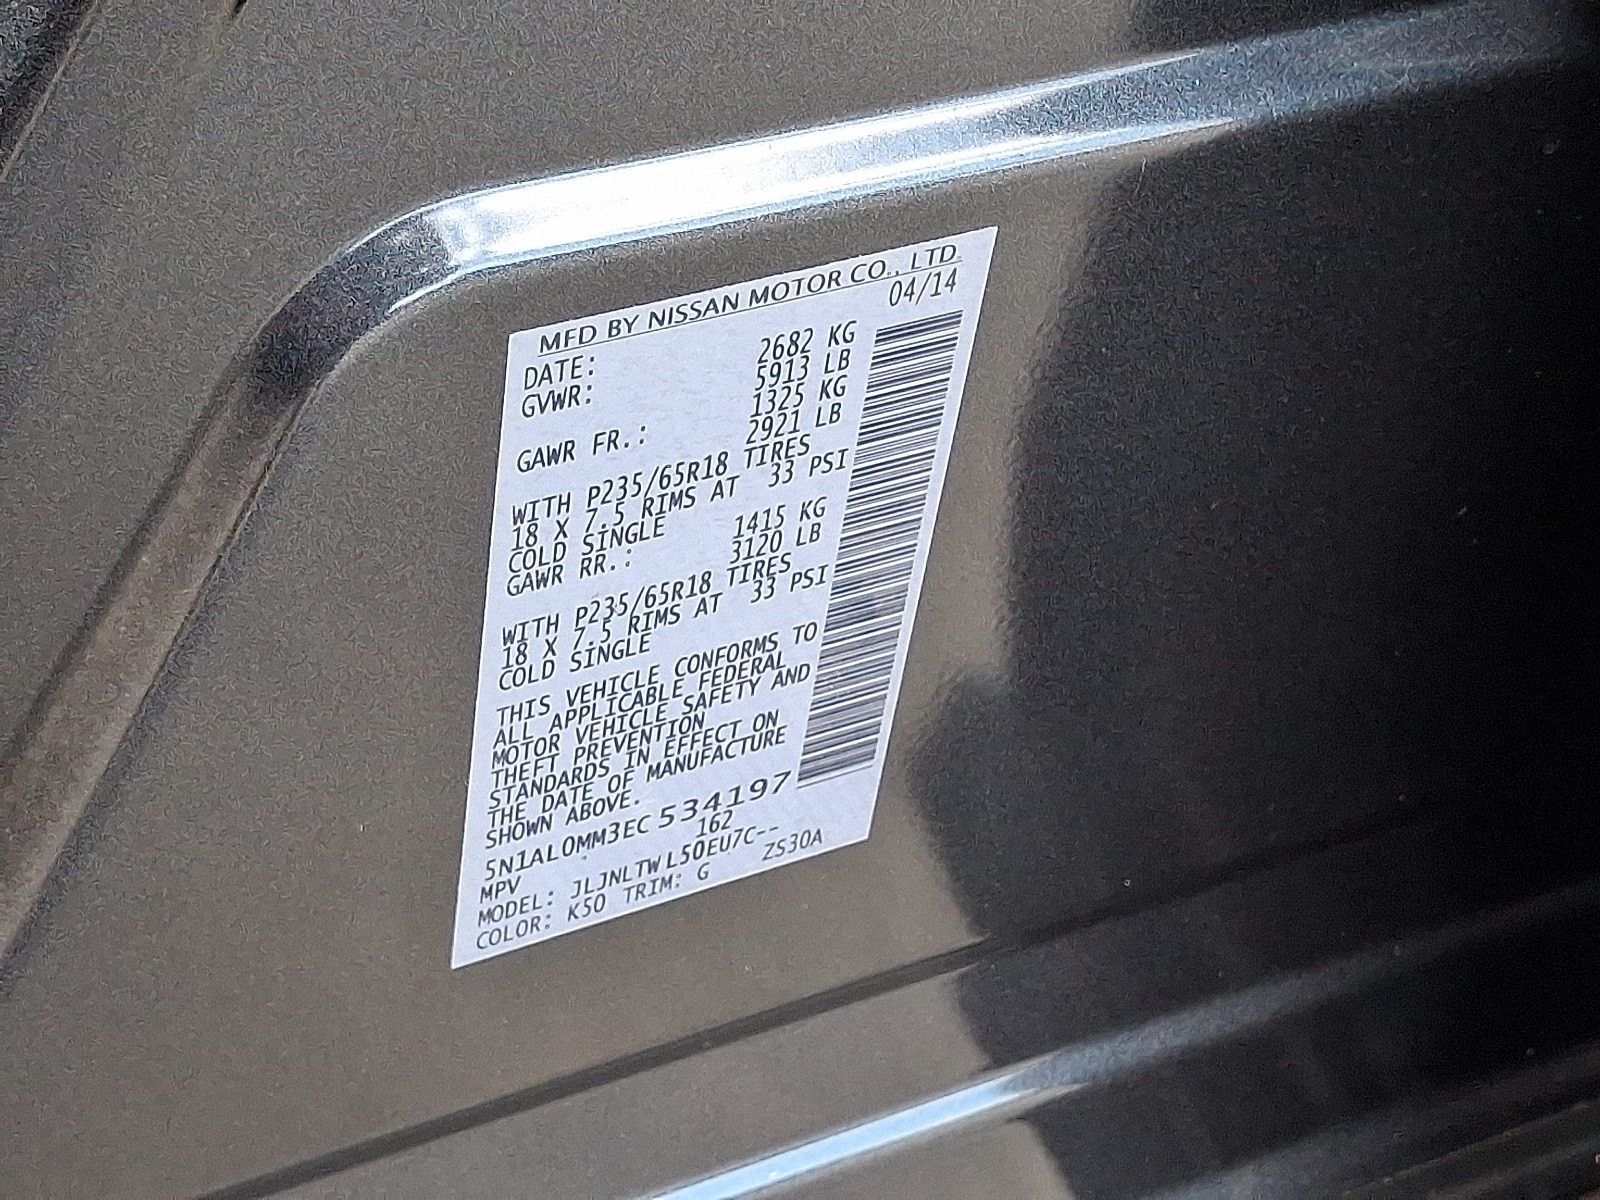 MFD BY NISSAN MOTOR CO., LTD.
DATE: 04/14
GVWR: 2682 KG
5913 LB
GAWR FR.: 1325 KG
2921 LB
WITH P235/65R18 TIRES
18 X 7.5 RIMS AT 33 PSI
COLD SINGLE
GAWR RR.: 1415 KG
3120 LB
WITH P235/65R18 TIRES
18 X 7.5 RIMS AT 33 PSI
COLD SINGLE
THIS VEHICLE CONFORMS TO
ALL APPLICABLE FEDERAL
MOTOR VEHICLE SAFETY AND
THEFT PREVENTION
STANDARDS IN EFFECT ON
THE DATE OF MANUFACTURE
SHOWN ABOVE.
5N1AL0MM3EC 534197
MPV 162
MODEL: JLJNLTWL50EU7C--
COLOR: K50 TRIM: G ZS30A